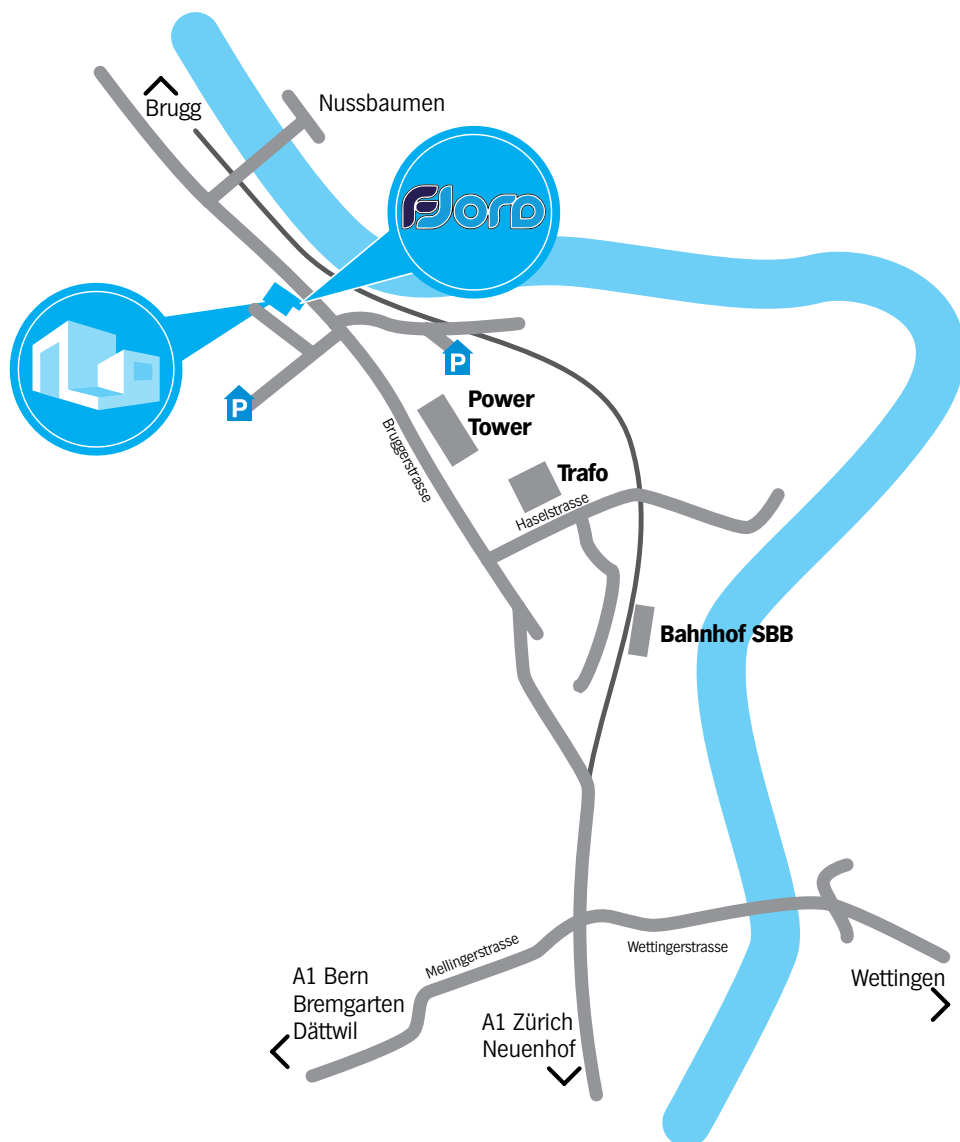 Brugg
Nussbaumen
FJORD
P
P
Power
Tower
Bruggerstrasse
Trafo
Haselstrasse
Bahnhof SBB
Mellingerstrasse
Wettingerstrasse
Wettingen
A1 Bern
Bremgarten
Dättwil
A1 Zürich
Neuenhof